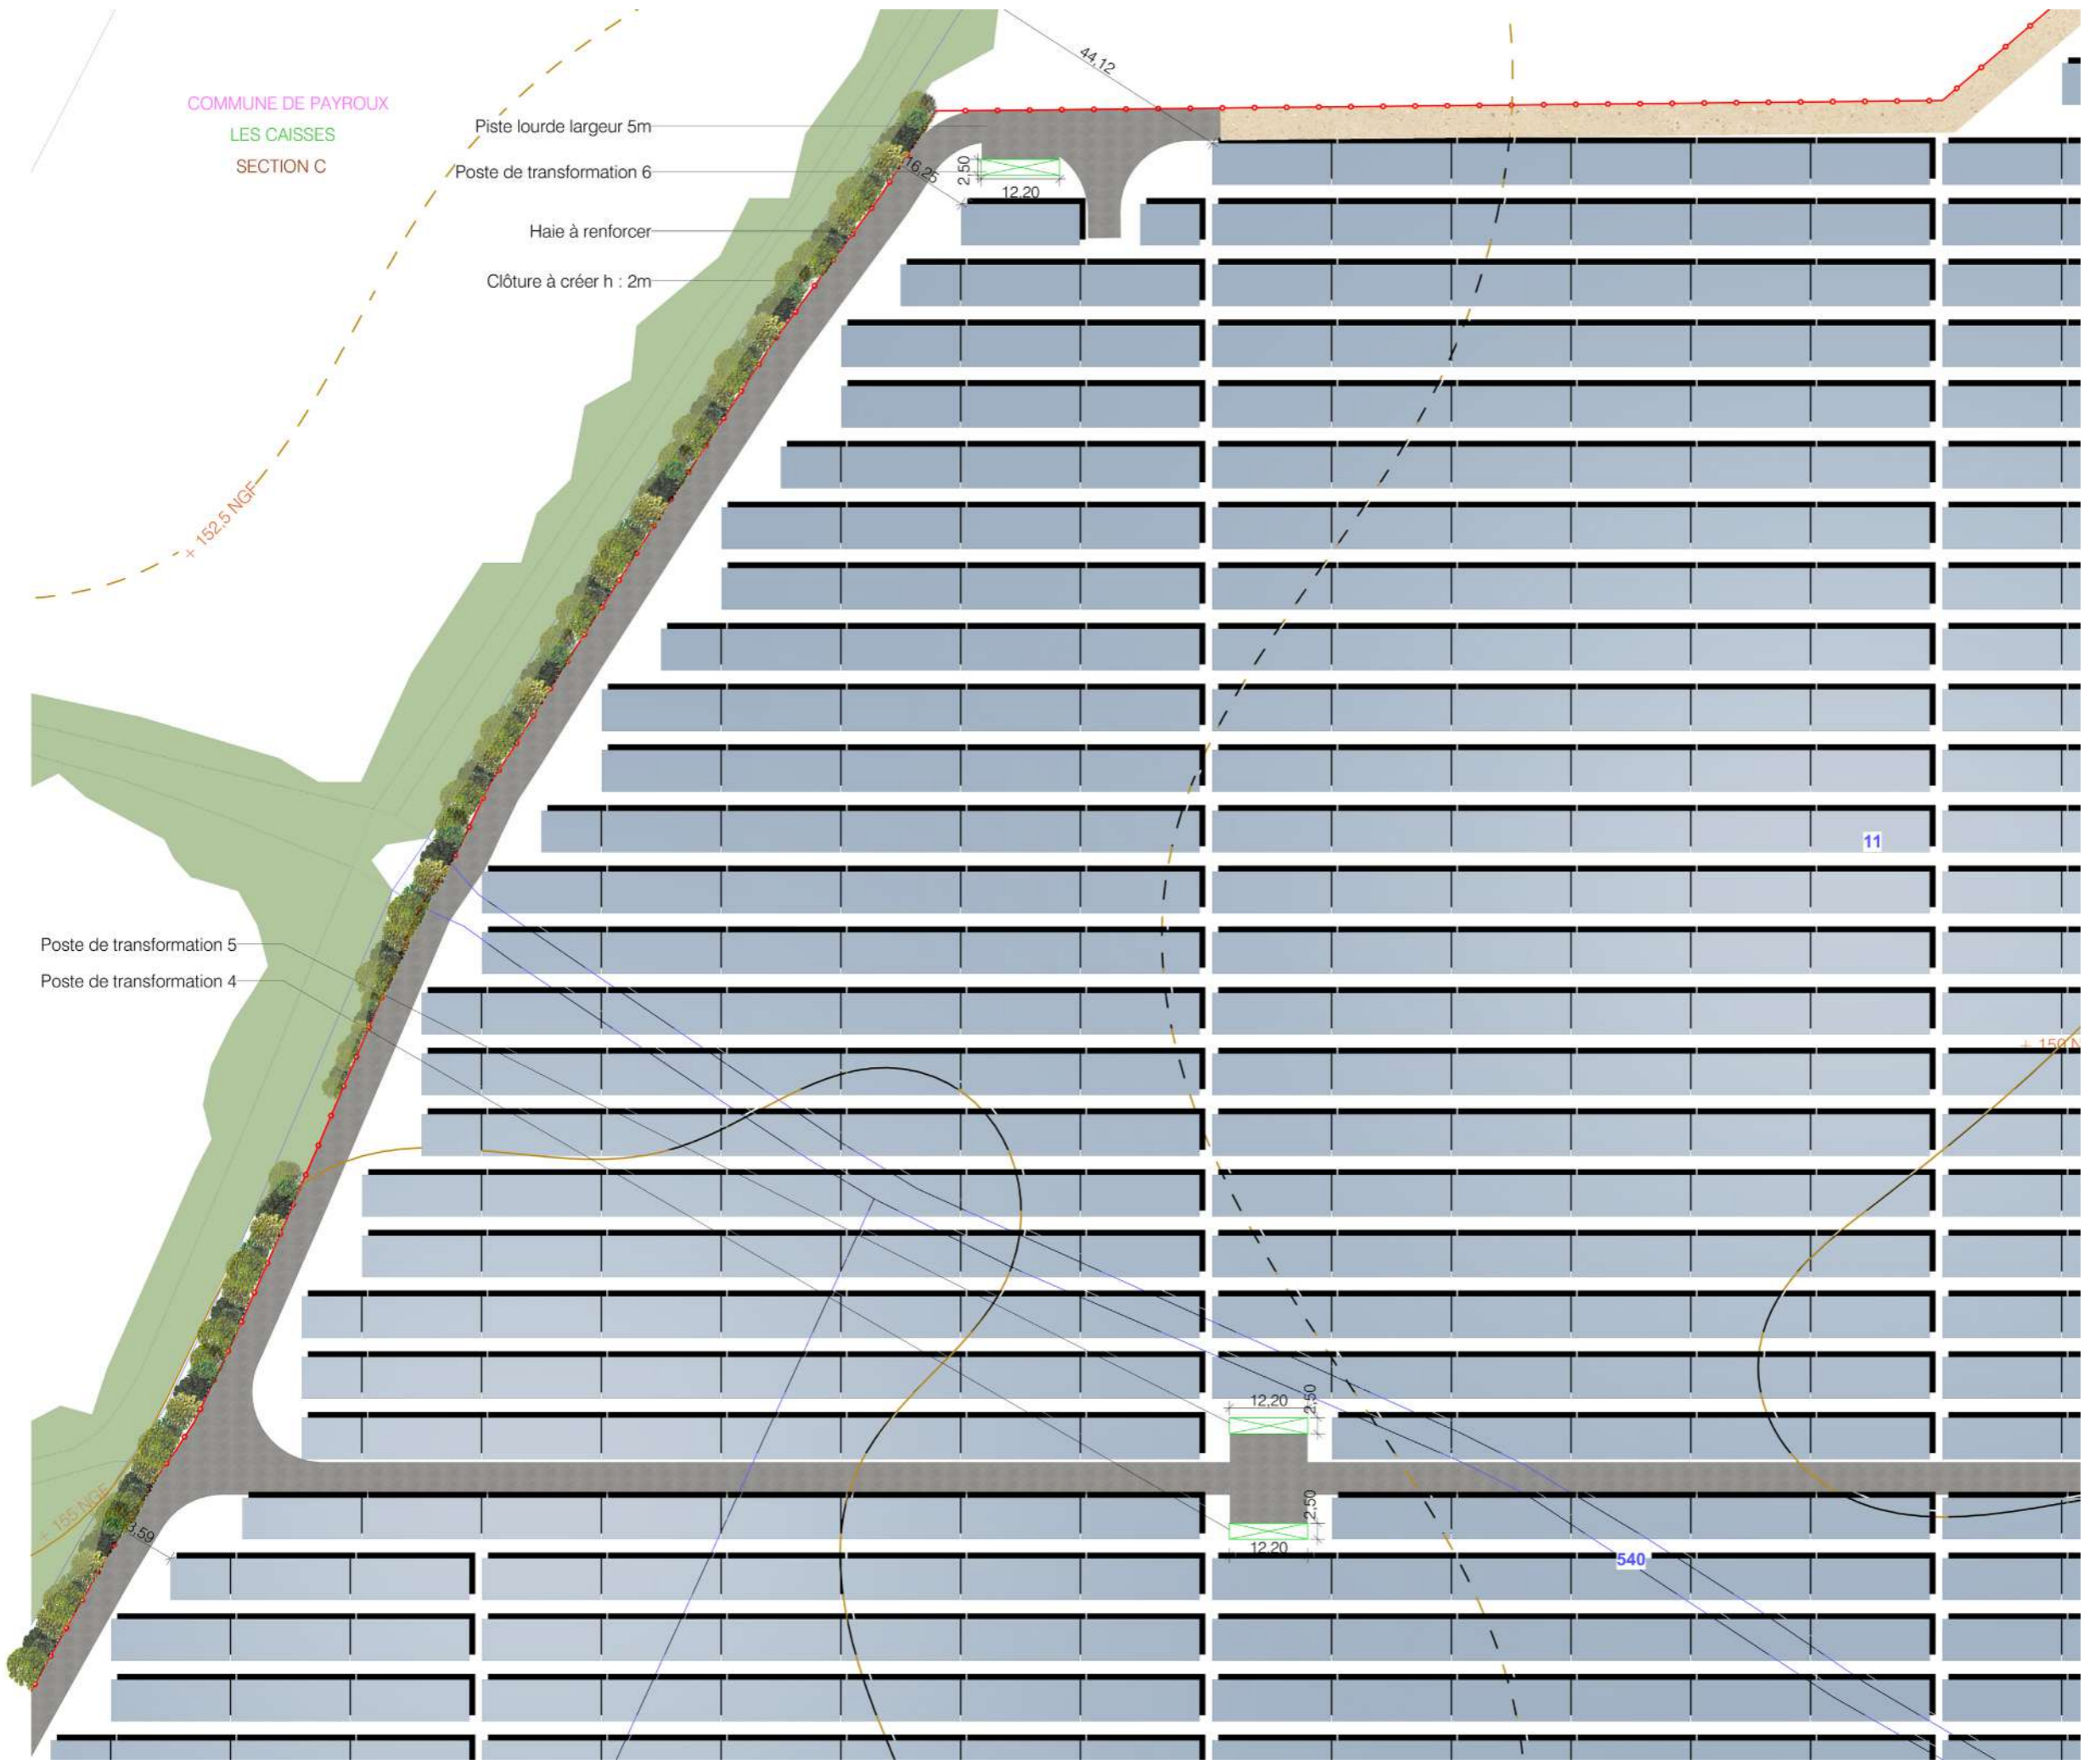 44,12
COMMUNE DE PAYROUX
LES CAISSES
SECTION C
Piste lourde largeur 5m
Poste de transformation 6
16,25
2,50
12,20
Haie à renforcer
Clôture à créer h : 2m
+ 152,5 NGF
11
Poste de transformation 5
Poste de transformation 4
+ 150 N
12,20
2,50
+ 155 NGF
3,59
2,50
12,20
540